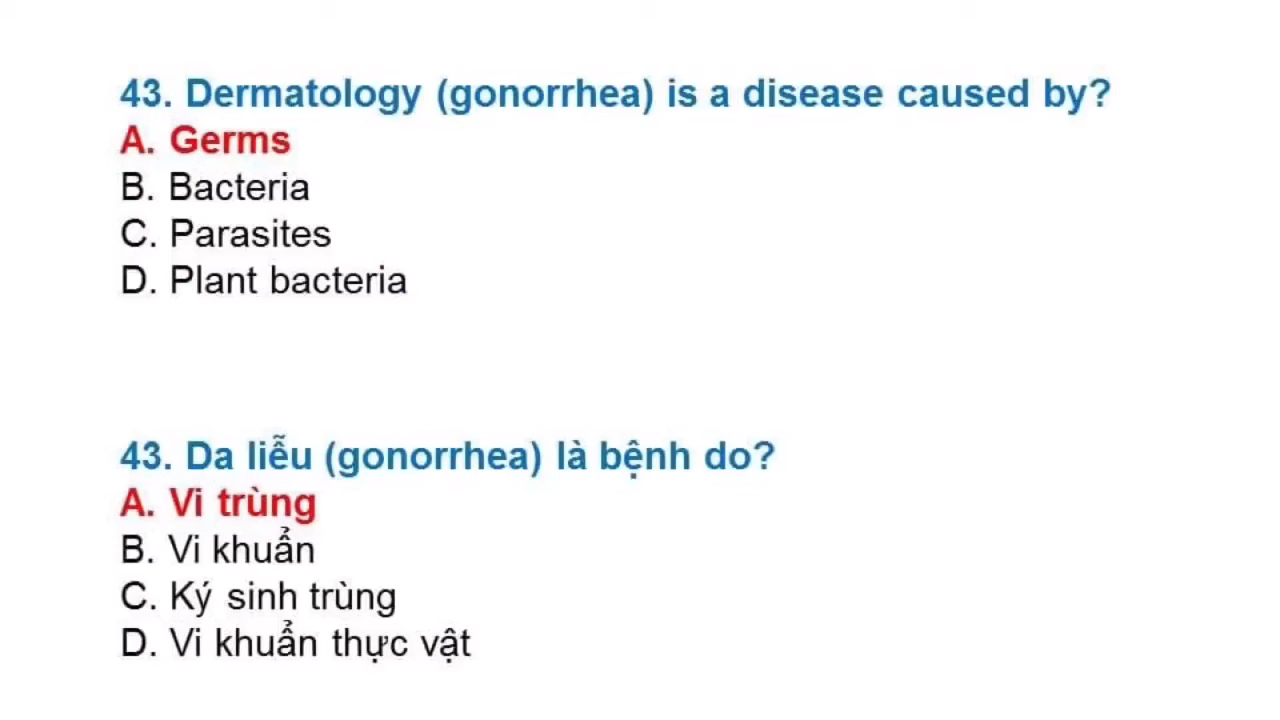 43. Dermatology (gonorrhea) is a disease caused by?
A. Germs
B. Bacteria
C. Parasites
D. Plant bacteria
43. Da liễu (gonorrhea) là bệnh do?
A. Vi trùng
B. Vi khuẩn
C. Ký sinh trùng
D. Vi khuẩn thực vật